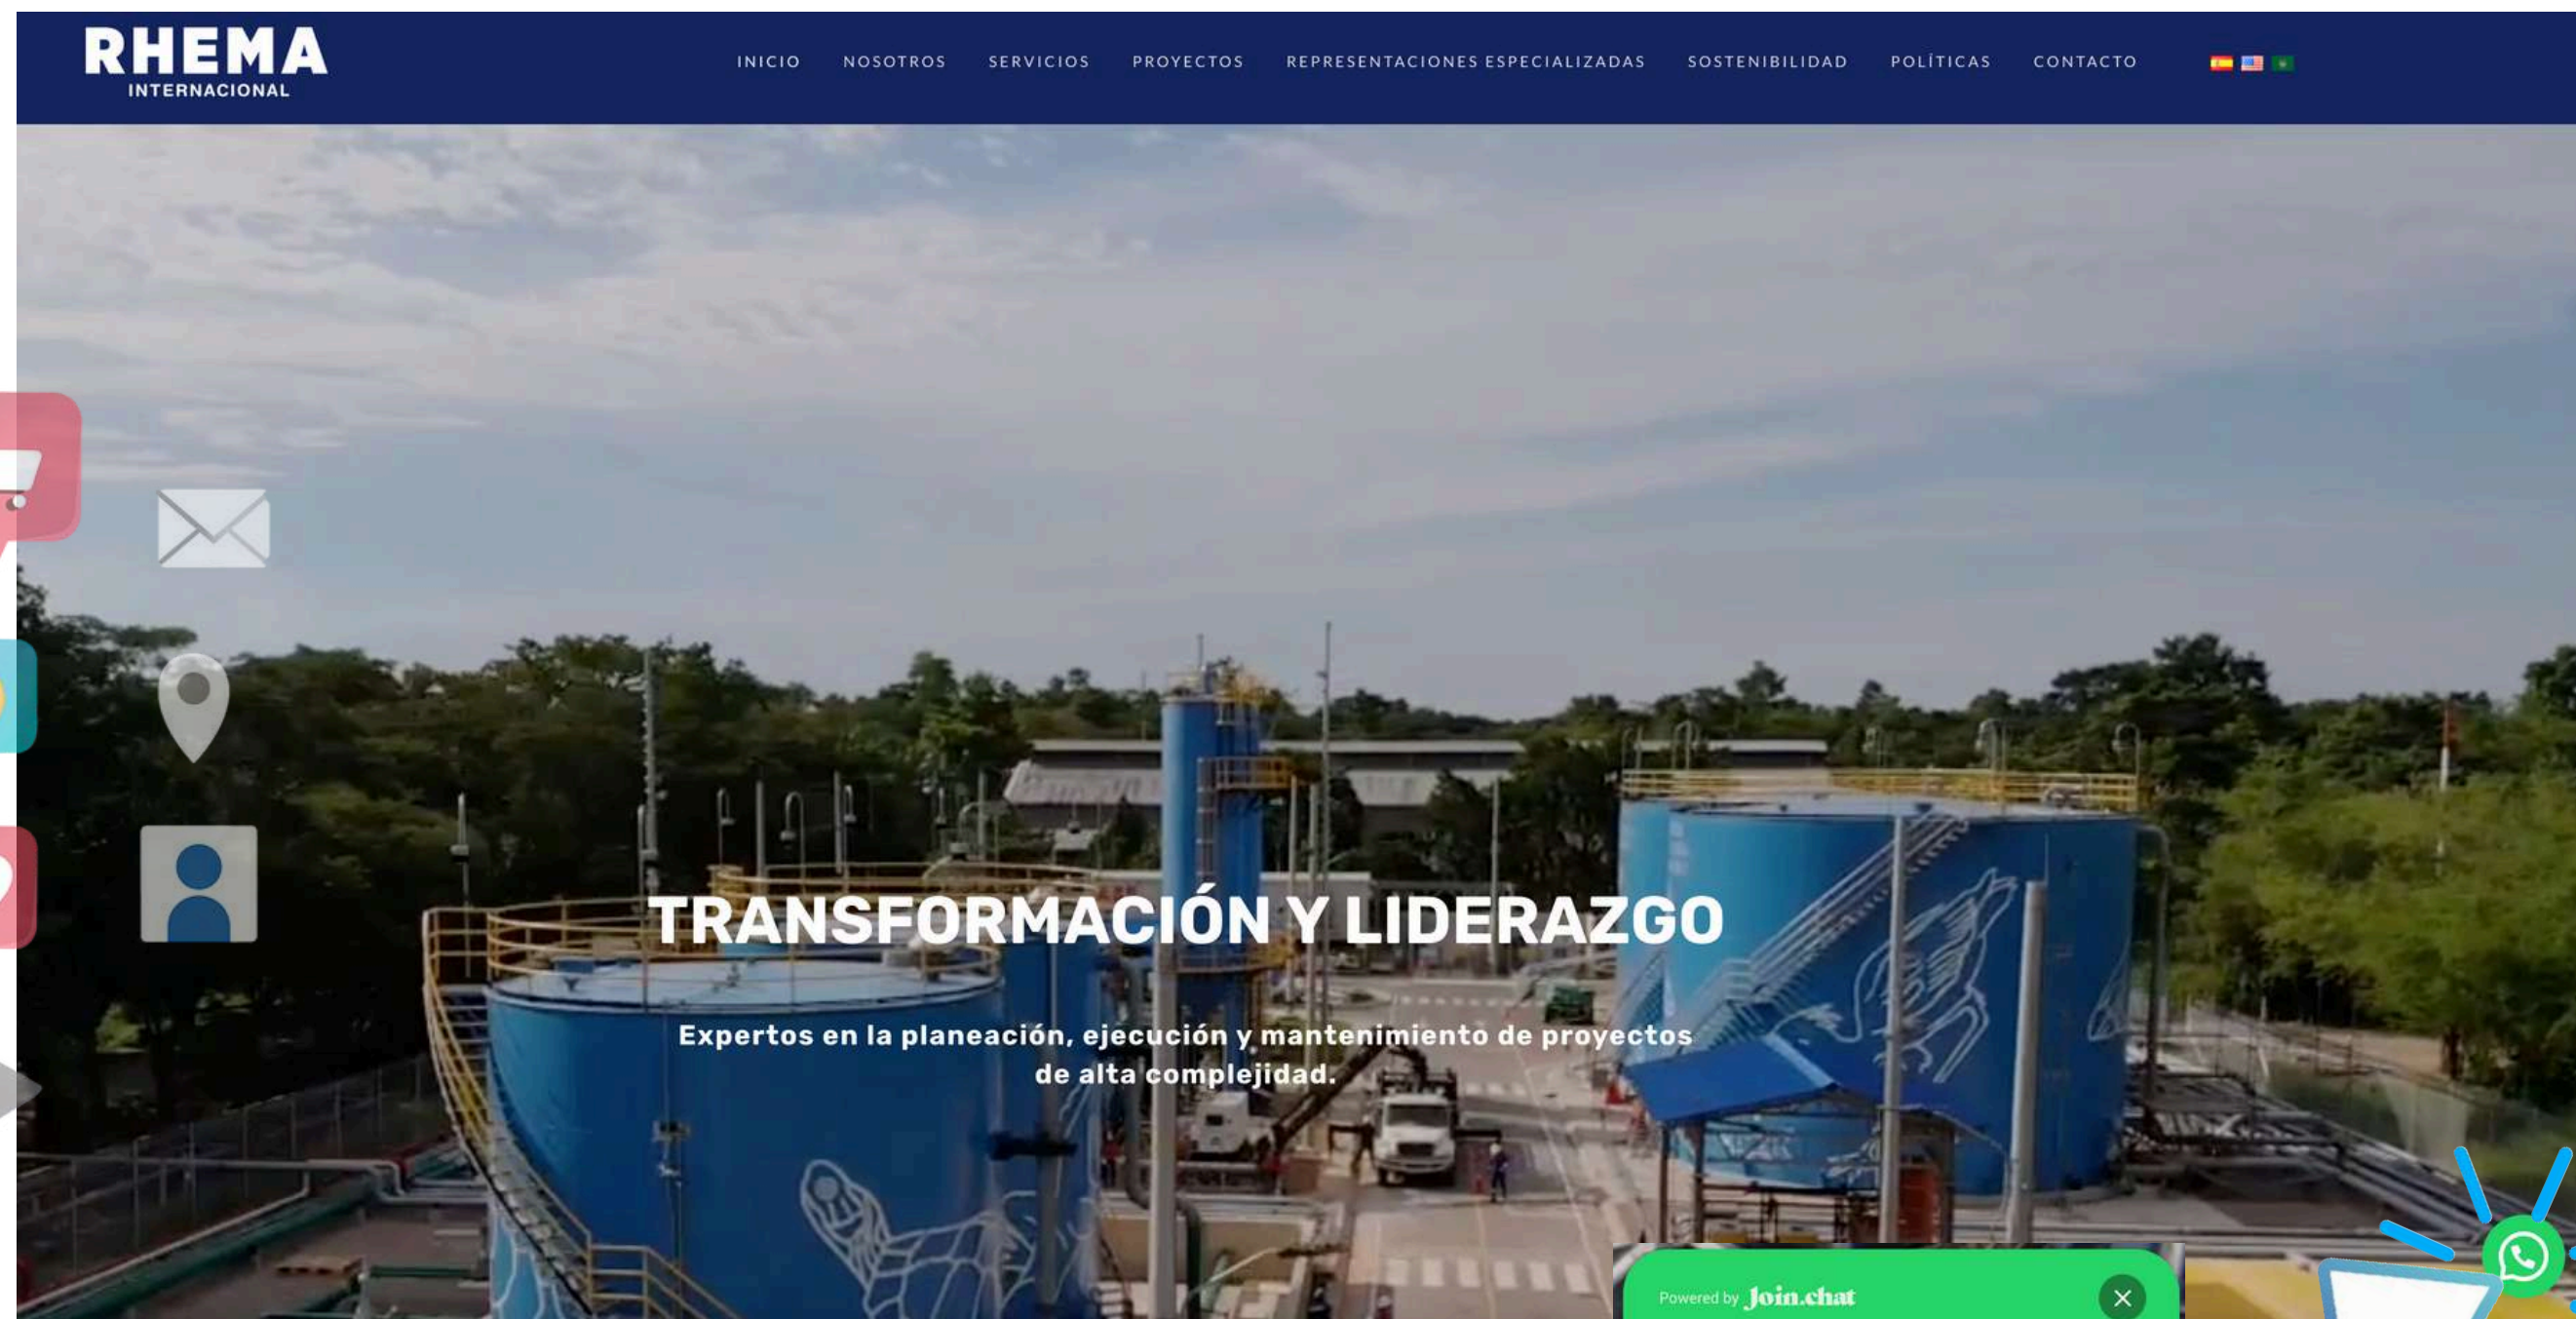 RHEMA
INTERNACIONAL
INICIO NOSOTROS SERVICIOS PROYECTOS REPRESENTACIONES ESPECIALIZADAS SOSTENIBILIDAD POLÍTICAS CONTACTO
TRANSFORMACIÓN Y LIDERAZGO
Expertos en la planeación, ejecución y mantenimiento de proyectos
de alta complejidad.
Powered by Join.chat